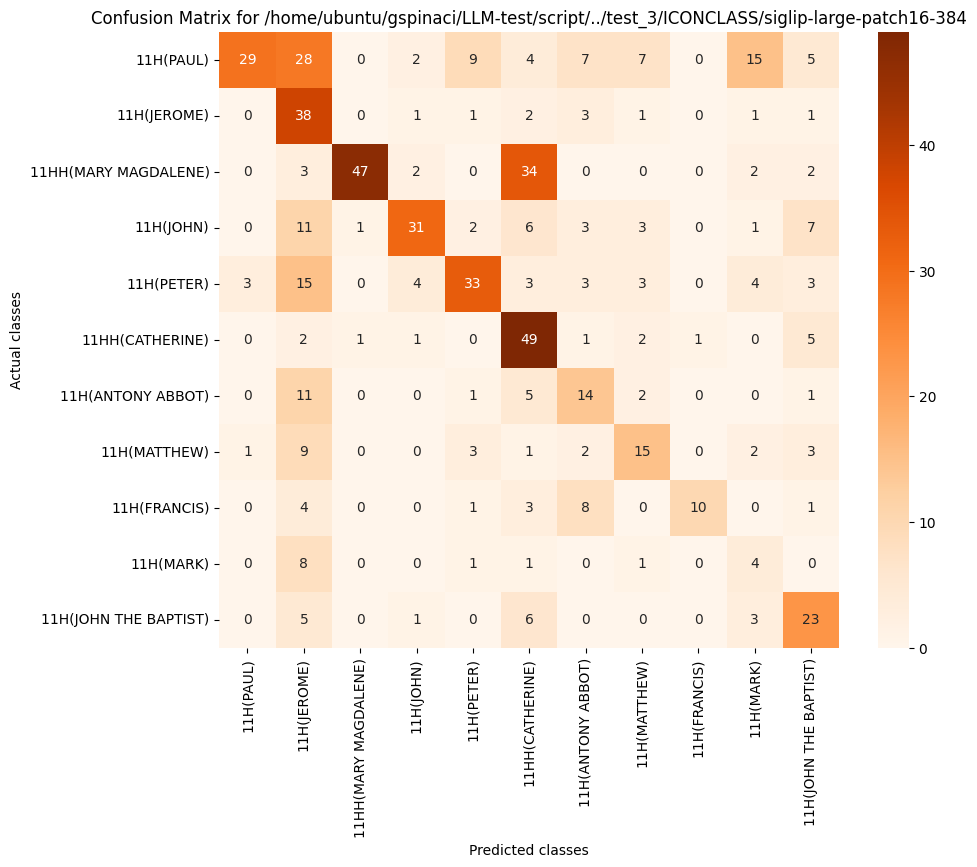 Confusion Matrix for /home/ubuntu/gspinaci/LLM-test/script/../test_3/ICONCLASS/siglip-large-patch16-384
Actual classes
11H(PAUL) 29 28 0 2 9 4 7 7 0 15 5
11H(JEROME) 0 38 0 1 1 2 3 1 0 1 1
11HH(MARY MAGDALENE) 0 3 47 2 0 34 0 0 0 2 2
11H(JOHN) 0 11 1 31 2 6 3 3 0 1 7
11H(PETER) 3 15 0 4 33 3 3 3 0 4 3
11HH(CATHERINE) 0 2 1 1 0 49 1 2 1 0 5
11H(ANTONY ABBOT) 0 11 0 0 1 5 14 2 0 0 1
11H(MATTHEW) 1 9 0 0 3 1 2 15 0 2 3
11H(FRANCIS) 0 4 0 0 1 3 8 0 10 0 1
11H(MARK) 0 8 0 0 1 1 0 1 0 4 0
11H(JOHN THE BAPTIST) 0 5 0 1 0 6 0 0 0 3 23
11H(PAUL)
11H(JEROME)
11HH(MARY MAGDALENE)
11H(JOHN)
11H(PETER)
11HH(CATHERINE)
11H(ANTONY ABBOT)
11H(MATTHEW)
11H(FRANCIS)
11H(MARK)
11H(JOHN THE BAPTIST)
Predicted classes
40
30
20
10
0